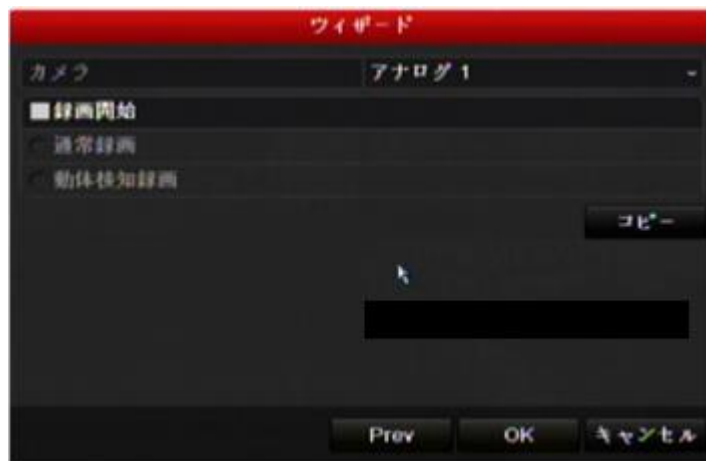 ウィザード
カメラ アナログ 1
録画開始
通常録画
動体検知録画
コピー
Prev OK キャンセル